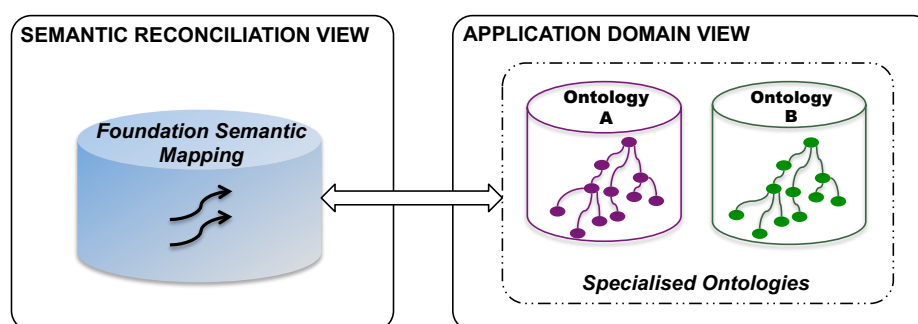 SEMANTIC RECONCILIATION VIEW
Foundation Semantic
Mapping
APPLICATION DOMAIN VIEW
Ontology
A
Ontology
B
Specialised Ontologies